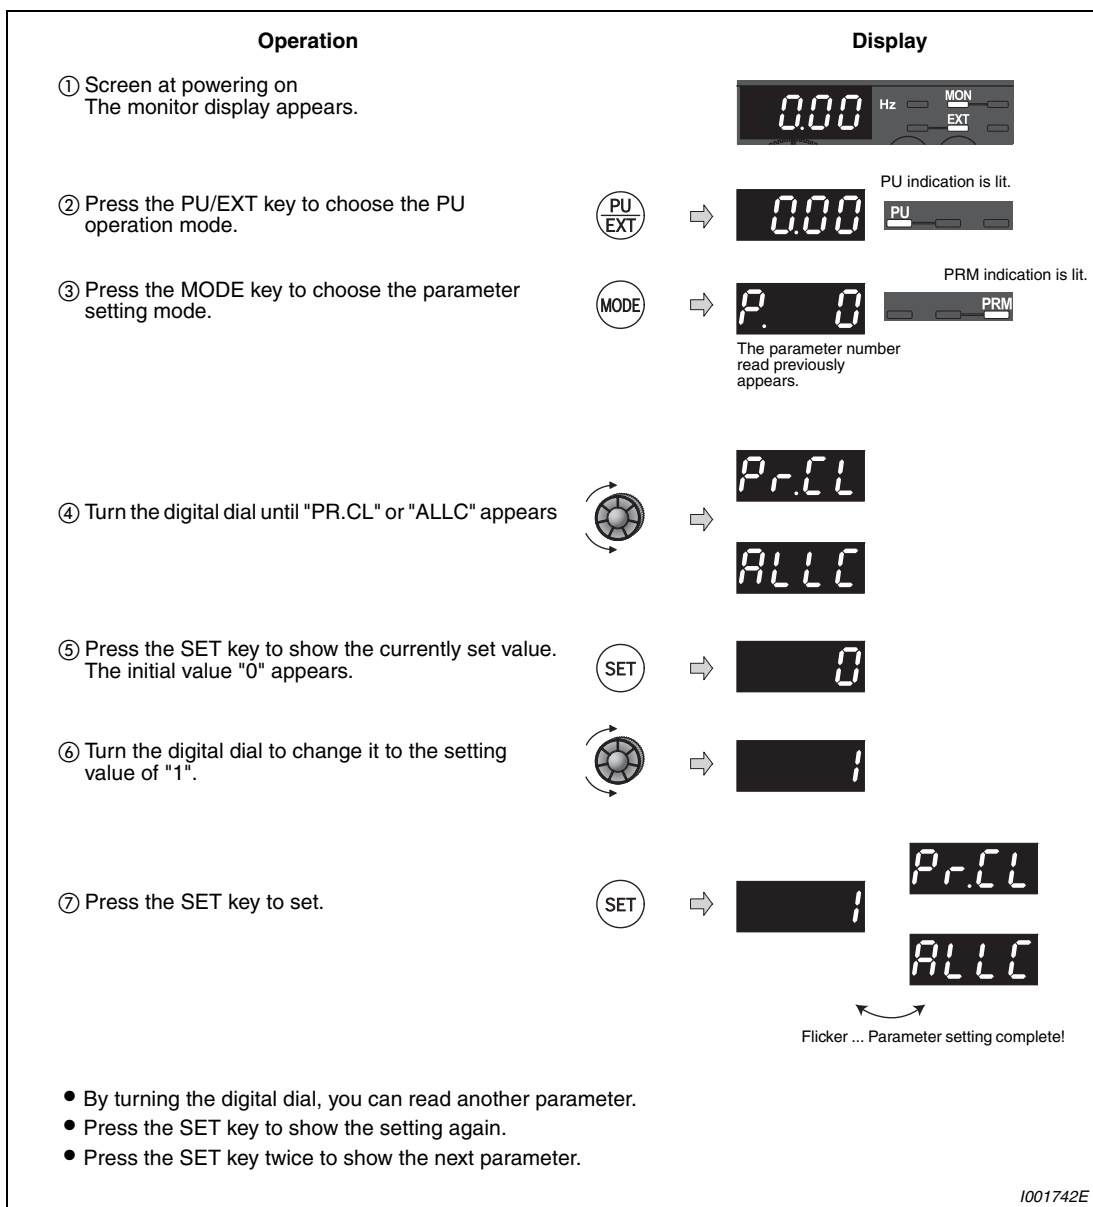 Operation
Display
① Screen at powering on
The monitor display appears.
0.00 Hz MON
EXT
② Press the PU/EXT key to choose the PU
operation mode.
PU
EXT
0.00
PU indication is lit.
PU
③ Press the MODE key to choose the parameter
setting mode.
MODE
P. 0
PRM indication is lit.
PRM
The parameter number
read previously
appears.
④ Turn the digital dial until "PR.CL" or "ALLC" appears
Pr.CL
ALLC
⑤ Press the SET key to show the currently set value.
The initial value "0" appears.
SET
0
⑥ Turn the digital dial to change it to the setting
value of "1".
1
⑦ Press the SET key to set.
SET
1
Pr.CL
ALLC
Flicker ... Parameter setting complete!
● By turning the digital dial, you can read another parameter.
● Press the SET key to show the setting again.
● Press the SET key twice to show the next parameter.
I001742E